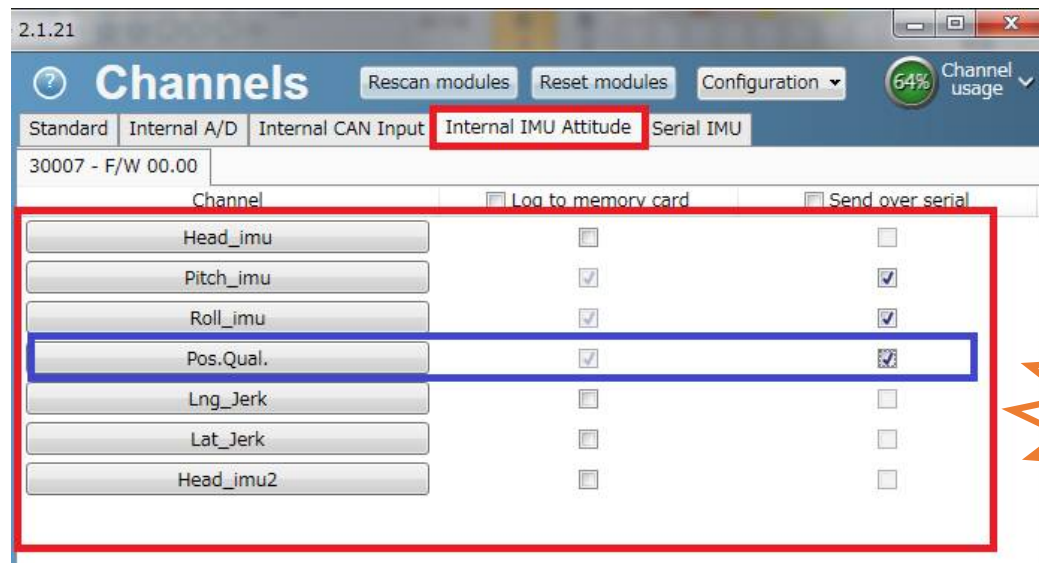 2.1.21
? Channels Rescan modules Reset modules Configuration 64% Channel usage
Standard Internal A/D Internal CAN Input Internal IMU Attitude Serial IMU
30007 - F/W 00.00
Channel Log to memory card Send over serial
Head_imu
Pitch_imu
Roll_imu
Pos.Qual.
Lng_Jerk
Lat_Jerk
Head_imu2